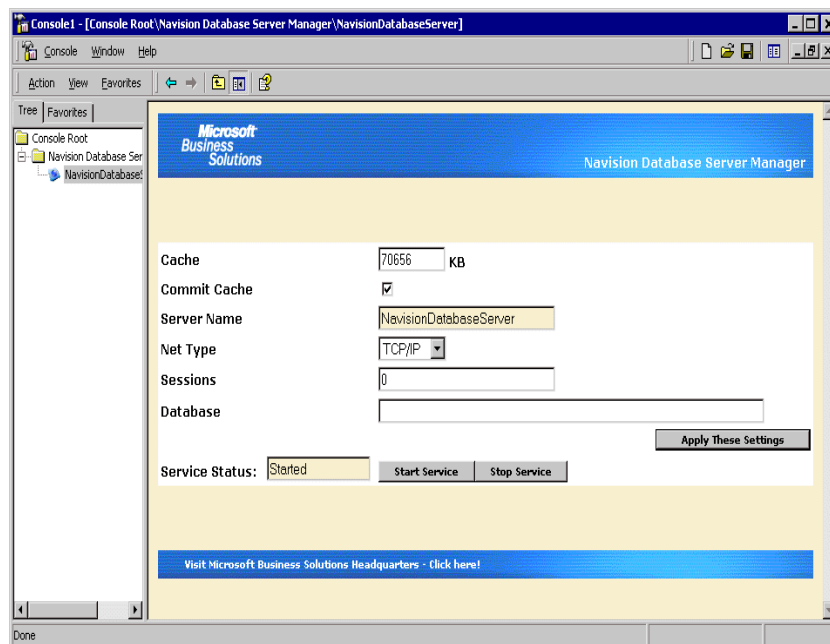 Console1 - [Console Root\Navision Database Server Manager\NavisionDatabaseServer]
Console Window Help
Action View Favorites
Tree Favorites
Console Root
Navision Database Ser
NavisionDatabaseS
Microsoft
Business
Solutions
Navision Database Server Manager
Cache 70656 KB
Commit Cache
Server Name NavisionDatabaseServer
Net Type TCP/IP
Sessions 0
Database
Apply These Settings
Service Status: Started Start Service Stop Service
Visit Microsoft Business Solutions Headquarters - Click here!
Done